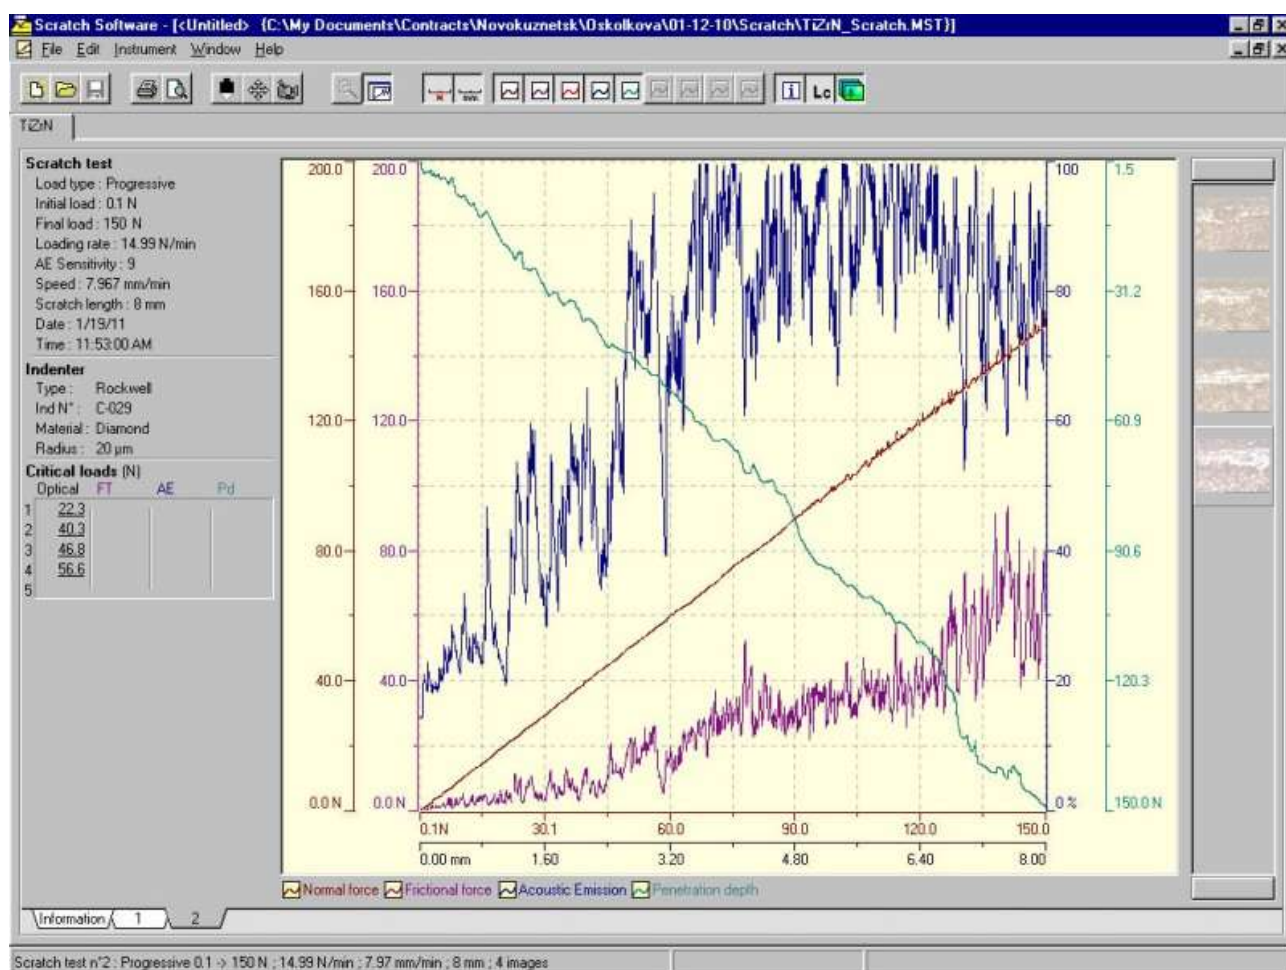 Scratch Software - [<Untitled> {C:\My Documents\Contracts\Novokuznetsk\Oskolkova\01-12-10\Scratch\TiZrN_Scratch.MST}]
File Edit Instrument Window Help
Lc
TiZrN
Scratch test
Load type : Progressive
Initial load : 0.1 N
Final load : 150 N
Loading rate : 14.99 N/min
AE Sensitivity : 9
Speed : 7.967 mm/min
Scratch length : 8 mm
Date : 1/19/11
Time : 11:53:00 AM
Indenter
Type : Rockwell
Ind N° : C-029
Material : Diamond
Radius : 20 µm
Critical loads (N)
Optical FT AE Pd
1 22.3
2 40.3
3 46.8
4 56.6
5
200.0 200.0 100 1.5
160.0 160.0 80 31.2
120.0 120.0 60 60.9
80.0 80.0 40 90.6
40.0 40.0 20 120.3
0.0 N 0.0 N 0 % 150.0 N
0.1N 30.1 60.0 90.0 120.0 150.0
0.00 mm 1.60 3.20 4.80 6.40 8.00
Normal force Frictional force Acoustic Emission Penetration depth
Information 1 2
Scratch test n°2 : Progressive 0.1 -> 150 N ; 14.99 N/min ; 7.97 mm/min ; 8 mm ; 4 images